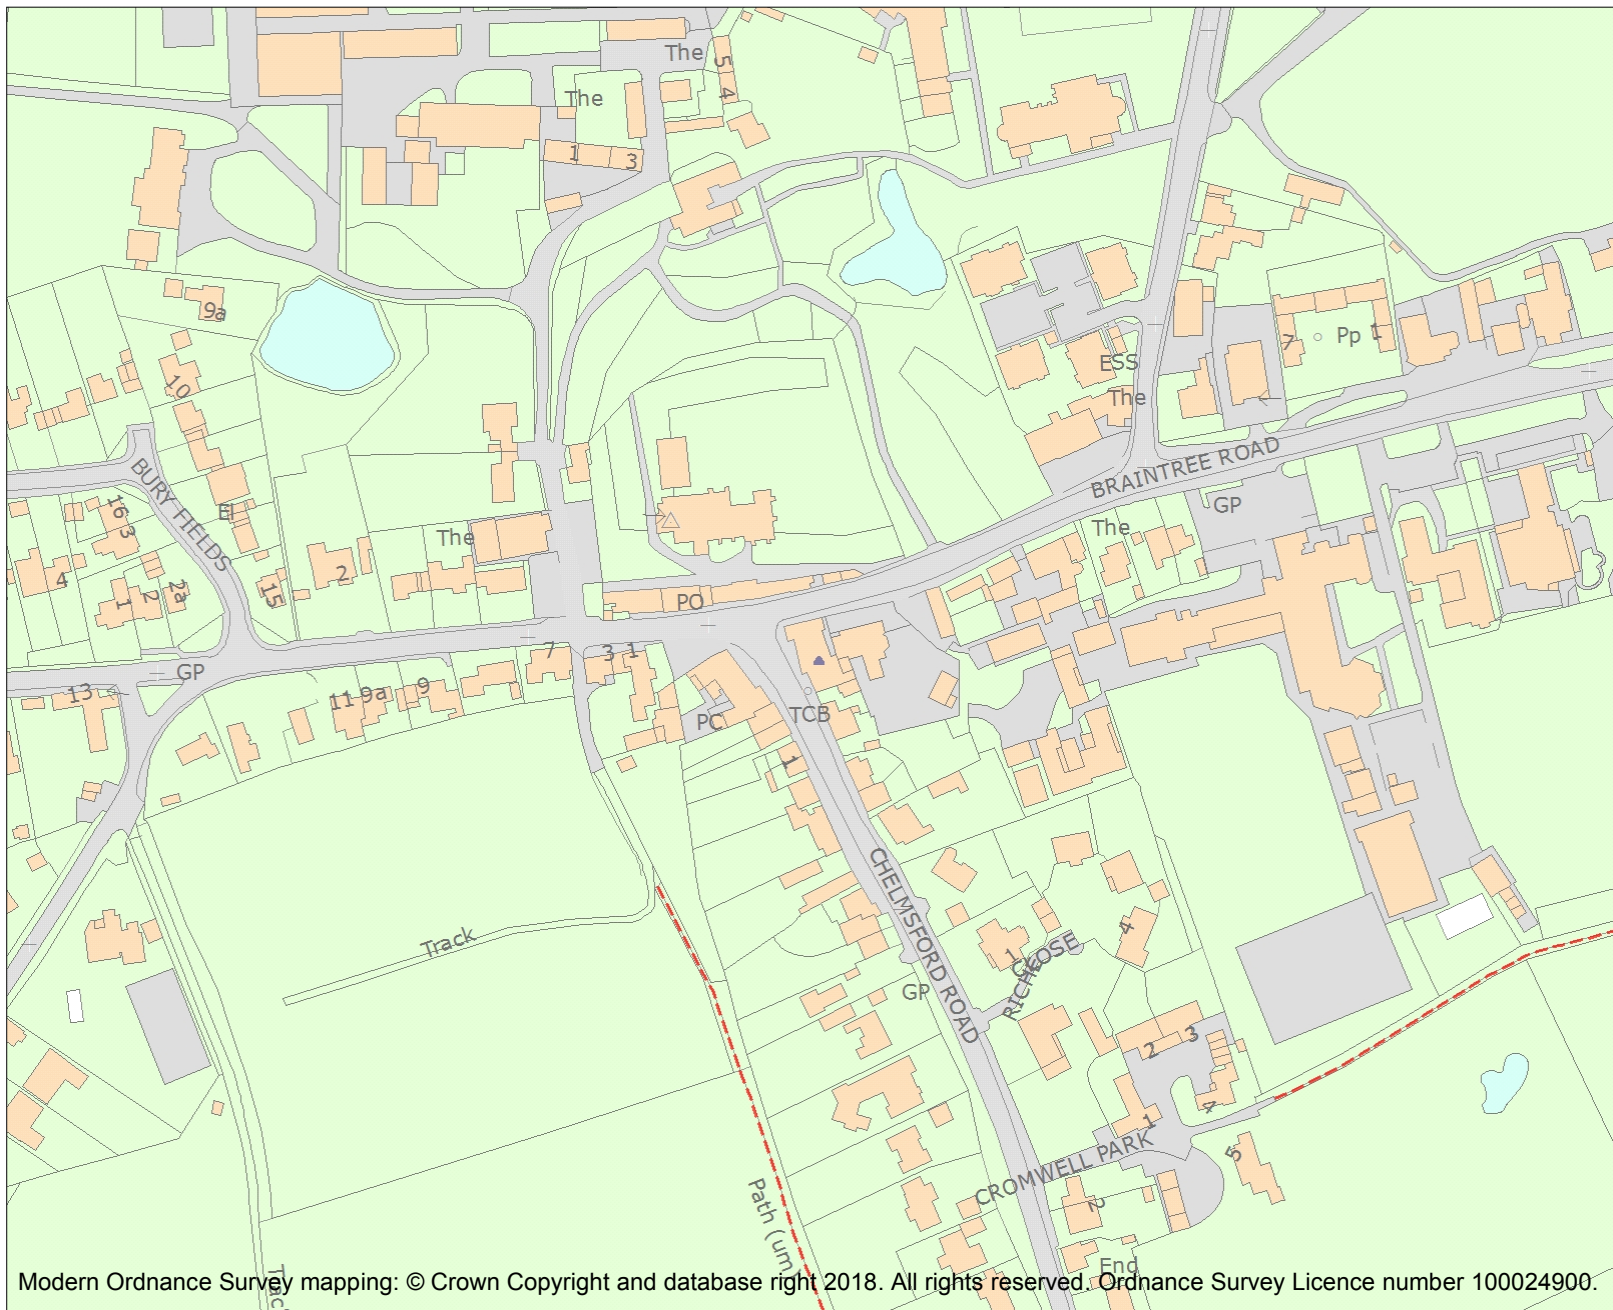 The
5
4
The
1
3
9a
10
7
Pp
1
ESS
The
BRAINTREE ROAD
GP
BURY FIELDS
16
3
El
The
The
4
1
2
2a
15
2
PO
GP
13
11
9a
9
7
3
1
PC
TCB
1
CHELMSFORD ROAD
Track
1
CLOSE
4
GP
RICH
2
3
4
1
CROMWELL PARK
5
2
Path (um)
End
Modern Ordnance Survey mapping: © Crown Copyright and database right 2018. All rights reserved. Ordnance Survey Licence number 100024900.